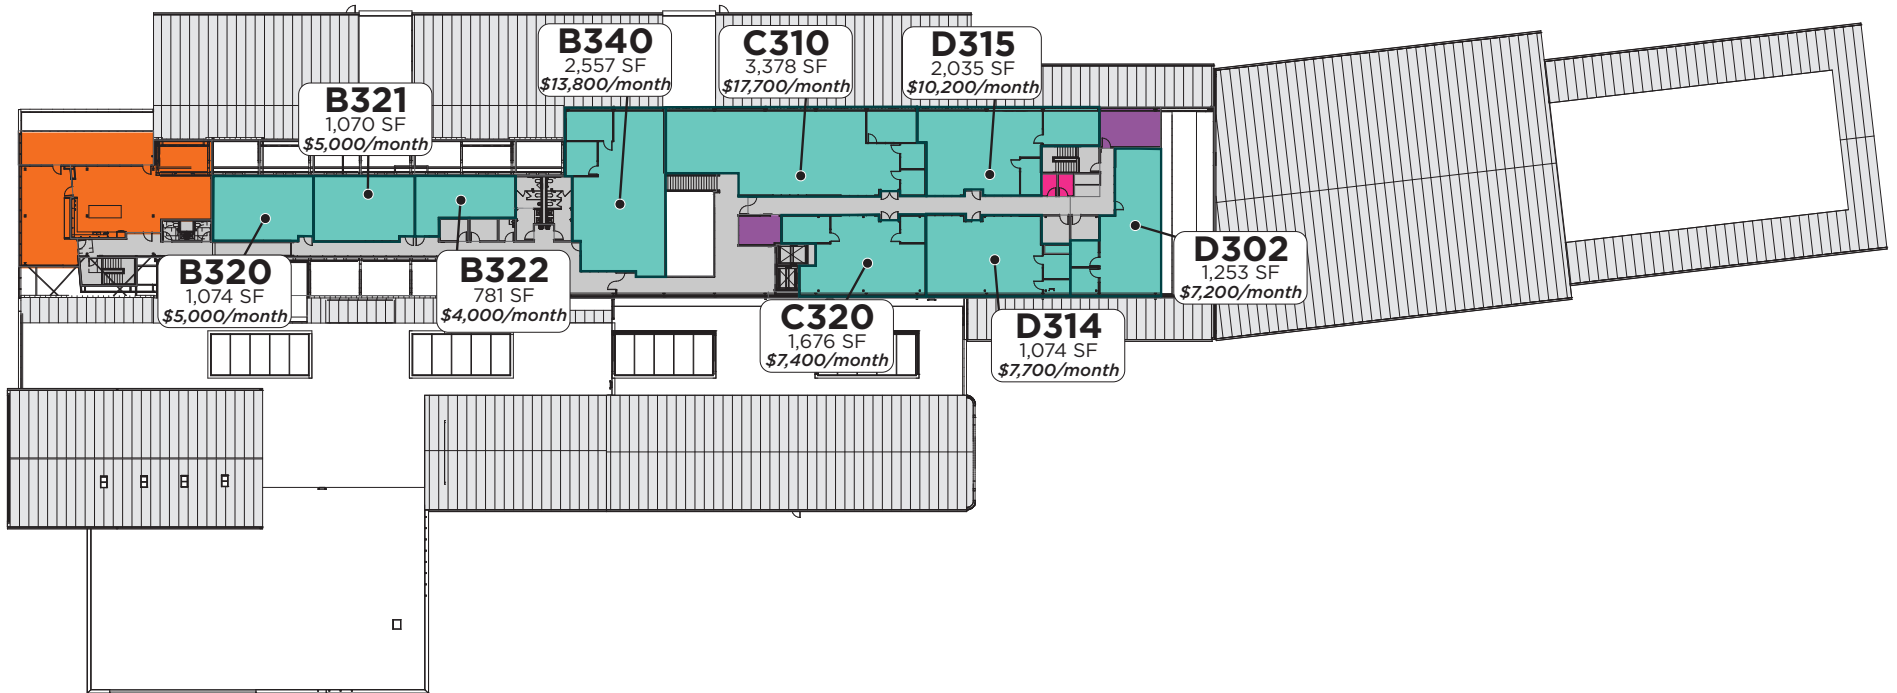 B340
2,557 SF
$13,800/month
C310
3,378 SF
$17,700/month
D315
2,035 SF
$10,200/month
B321
1,070 SF
$5,000/month
B320
1,074 SF
$5,000/month
B322
781 SF
$4,000/month
D302
1,253 SF
$7,200/month
C320
1,676 SF
$7,400/month
D314
1,074 SF
$7,700/month